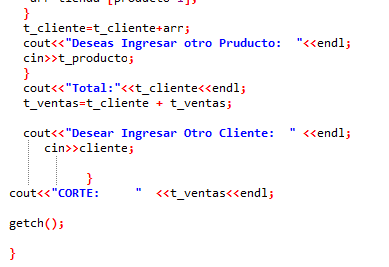 arr=tienda [producto-1];
}
t_cliente=t_cliente+arr;
cout<<"Deseas Ingresar otro Pruducto:  "<<endl;
cin>>t_producto;
}
cout<<"Total:"<<t_cliente<<endl;
t_ventas=t_cliente + t_ventas;
cout<<"Desear Ingresar Otro Cliente:  " <<endl;
cin>>cliente;
}
cout<<"CORTE:     "  <<t_ventas<<endl;
getch();
}